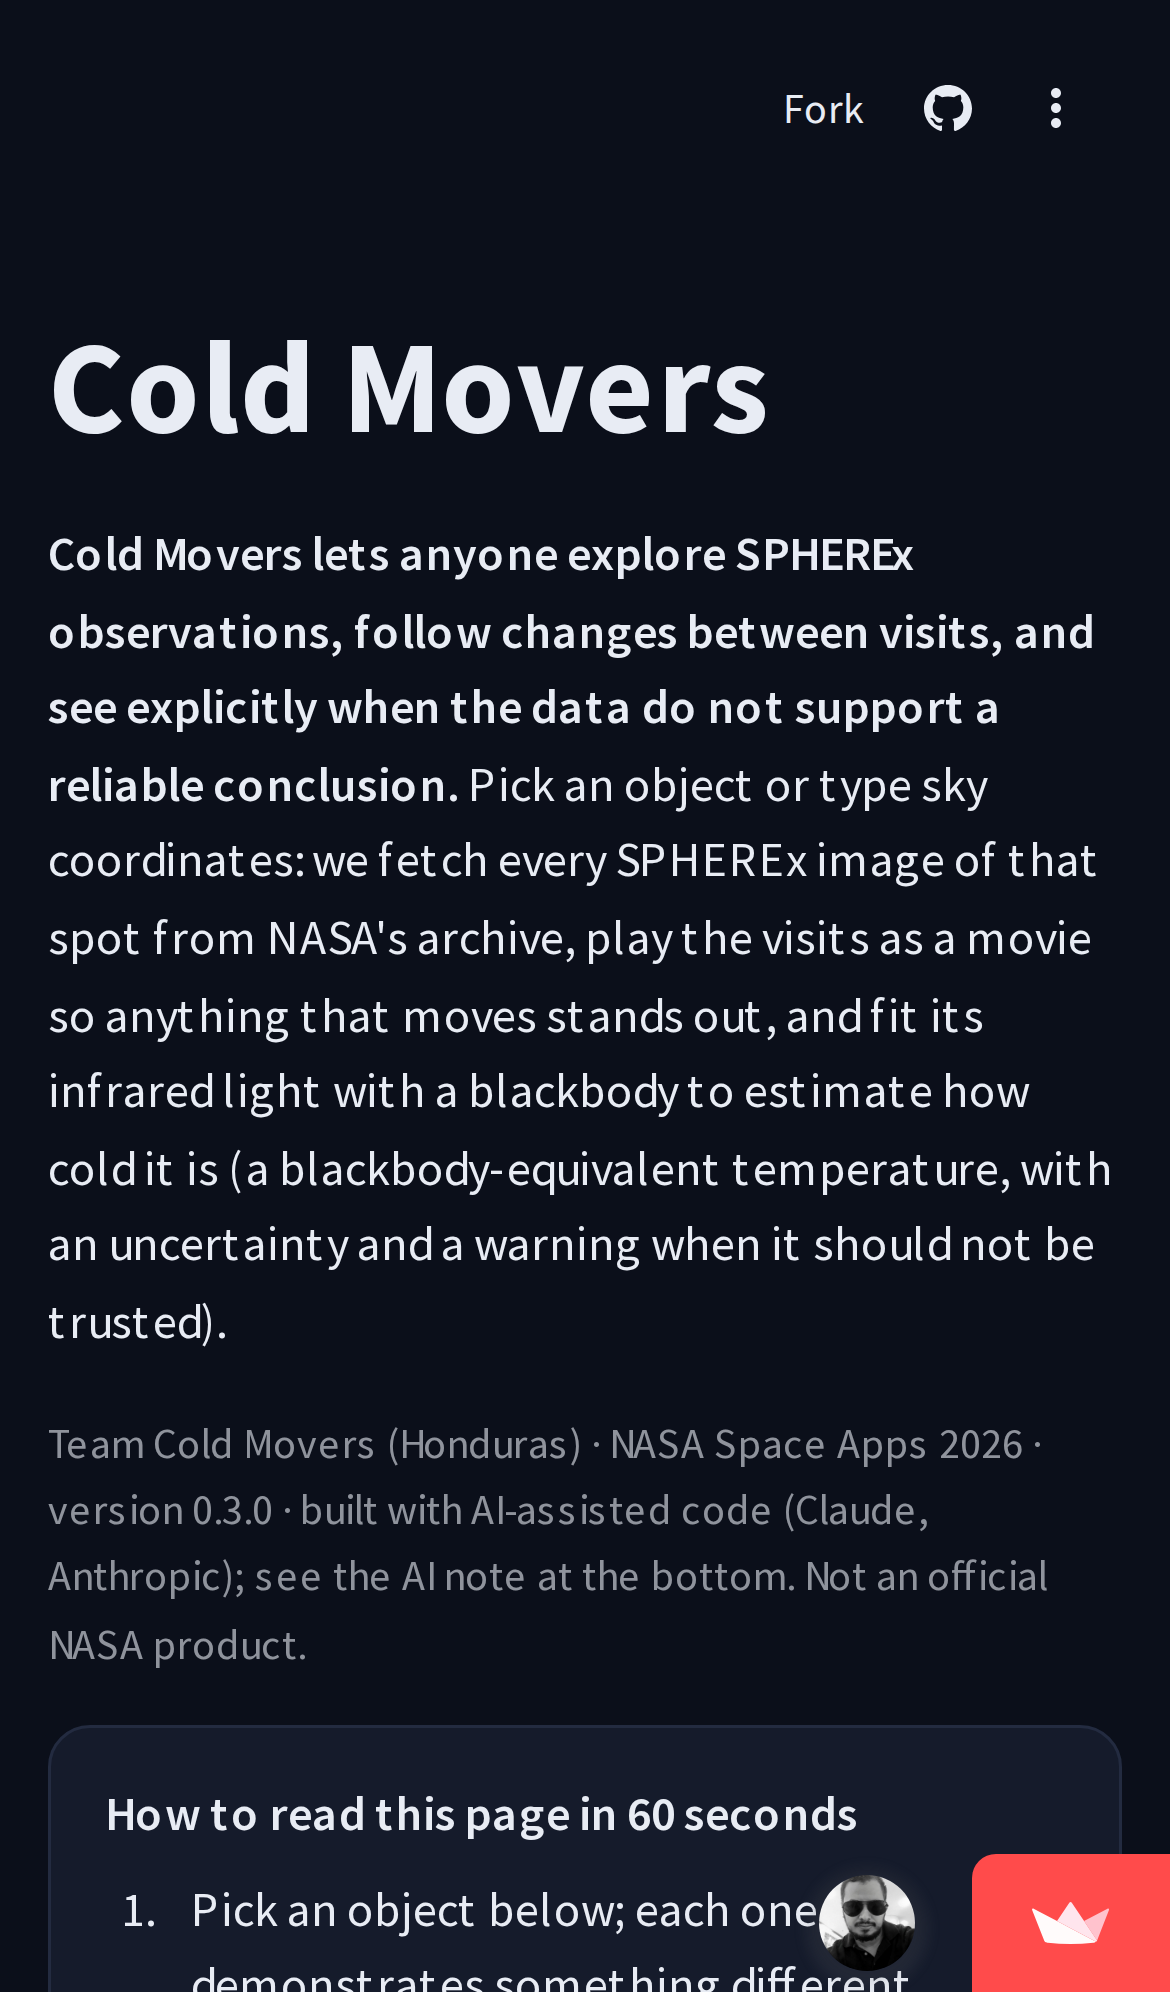 Fork
Cold Movers
Cold Movers lets anyone explore SPHEREx
observations, follow changes between visits, and
see explicitly when the data do not support a
reliable conclusion. Pick an object or type sky
coordinates: we fetch every SPHEREx image of that
spot from NASA's archive, play the visits as a movie
so anything that moves stands out, and fit its
infrared light with a blackbody to estimate how
cold it is (a blackbody-equivalent temperature, with
an uncertainty and a warning when it should not be
trusted).
Team Cold Movers (Honduras) · NASA Space Apps 2026 ·
version 0.3.0 · built with AI-assisted code (Claude,
Anthropic); see the AI note at the bottom. Not an official
NASA product.
How to read this page in 60 seconds
1. Pick an object below; each one
demonstrates something different